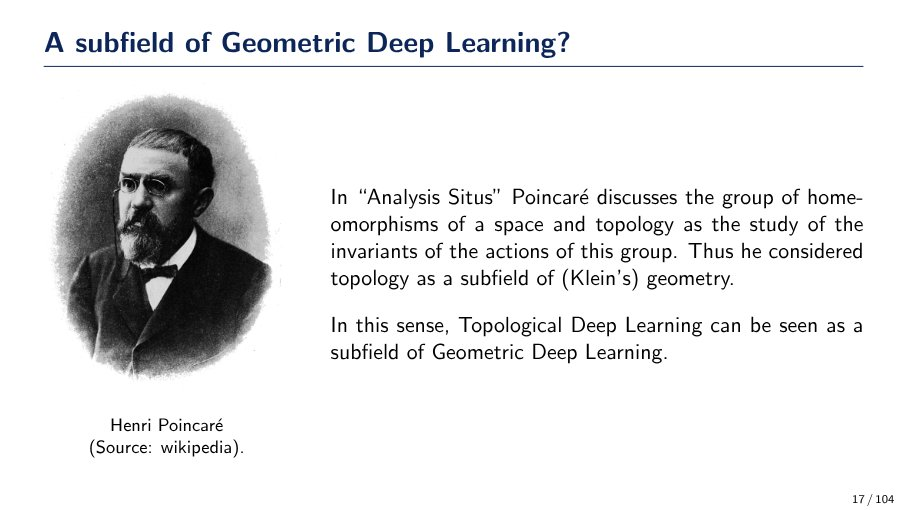 A subfield of Geometric Deep Learning?
In “Analysis Situs” Poincaré discusses the group of home-
omorphisms of a space and topology as the study of the
invariants of the actions of this group. Thus he considered
topology as a subfield of (Klein’s) geometry.
In this sense, Topological Deep Learning can be seen as a
subfield of Geometric Deep Learning.
Henri Poincaré
(Source: wikipedia).
17 / 104